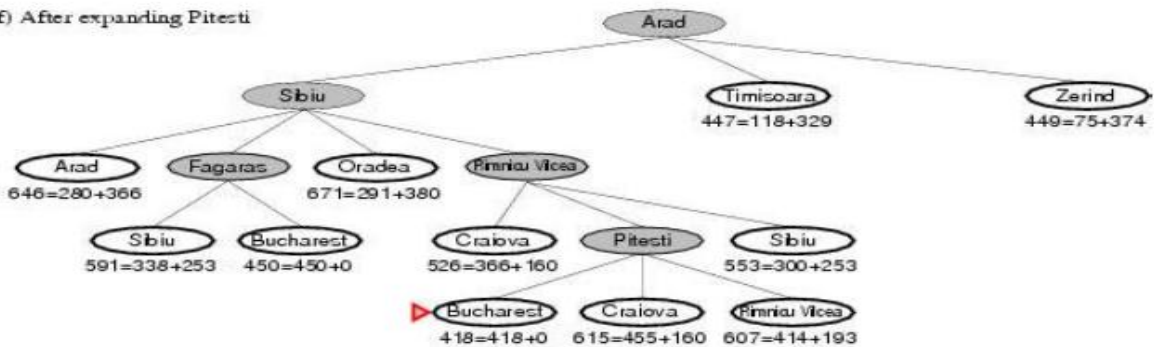 f) After expanding Pitesti
Arad
Sibiu
Timisoara
Zerind
447=118+329
449=75+374
Arad
Fagaras
Oradea
Rimnicu Vilcea
646=280+366
671=291+380
Sibiu
Bucharest
Craiova
Pitesti
Sibiu
591=338+253
450=450+0
526=366+160
553=300+253
Bucharest
Craiova
Rimnicu Vilcea
418=418+0
615=455+160
607=414+193